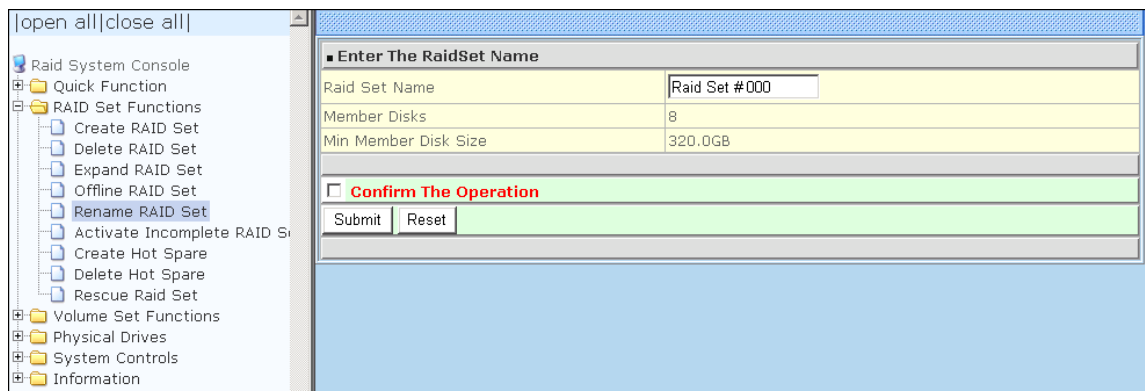 |open all|close all|
Raid System Console
Quick Function
RAID Set Functions
Create RAID Set
Delete RAID Set
Expand RAID Set
Offline RAID Set
Rename RAID Set
Activate Incomplete RAID S
Create Hot Spare
Delete Hot Spare
Rescue Raid Set
Volume Set Functions
Physical Drives
System Controls
Information
Enter The RaidSet Name
Raid Set Name Raid Set #000
Member Disks 8
Min Member Disk Size 320.0GB
Confirm The Operation
Submit Reset